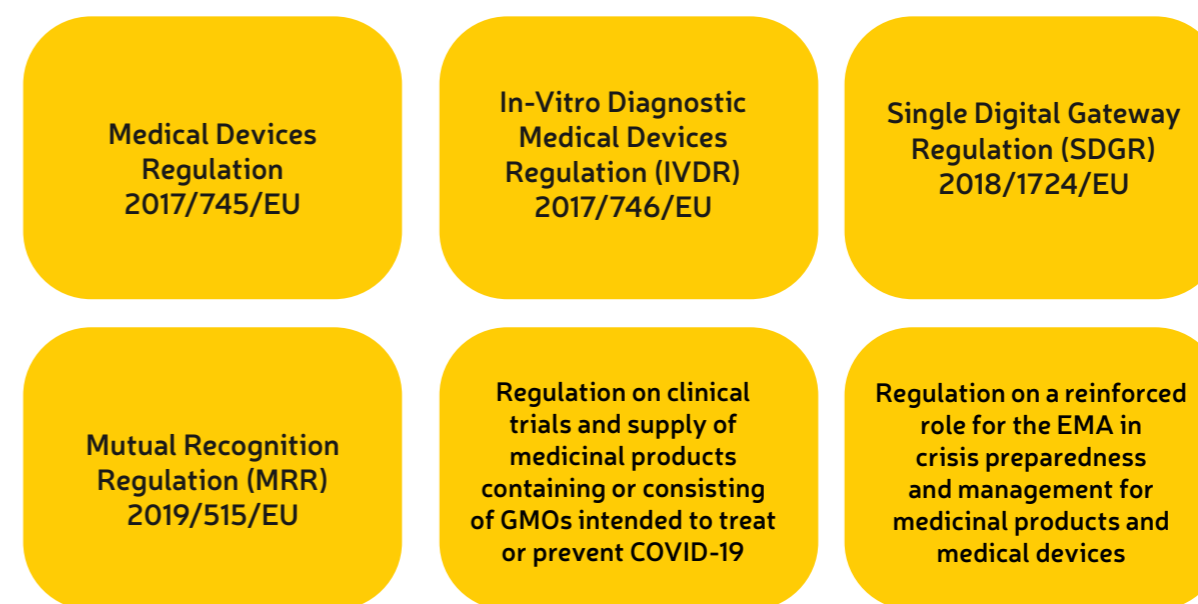 Medical Devices
Regulation
2017/745/EU
In-Vitro Diagnostic
Medical Devices
Regulation (IVDR)
2017/746/EU
Single Digital Gateway
Regulation (SDGR)
2018/1724/EU
Mutual Recognition
Regulation (MRR)
2019/515/EU
Regulation on clinical
trials and supply of
medicinal products
containing or consisting
of GMOs intended to treat
or prevent COVID-19
Regulation on a reinforced
role for the EMA in
crisis preparedness
and management for
medicinal products and
medical devices